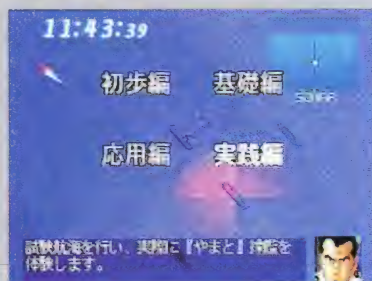 11:43:39
初歩編 基礎編
応用編 実践編
試験航海を行い、実際に『やまと』操艦を
体験します。